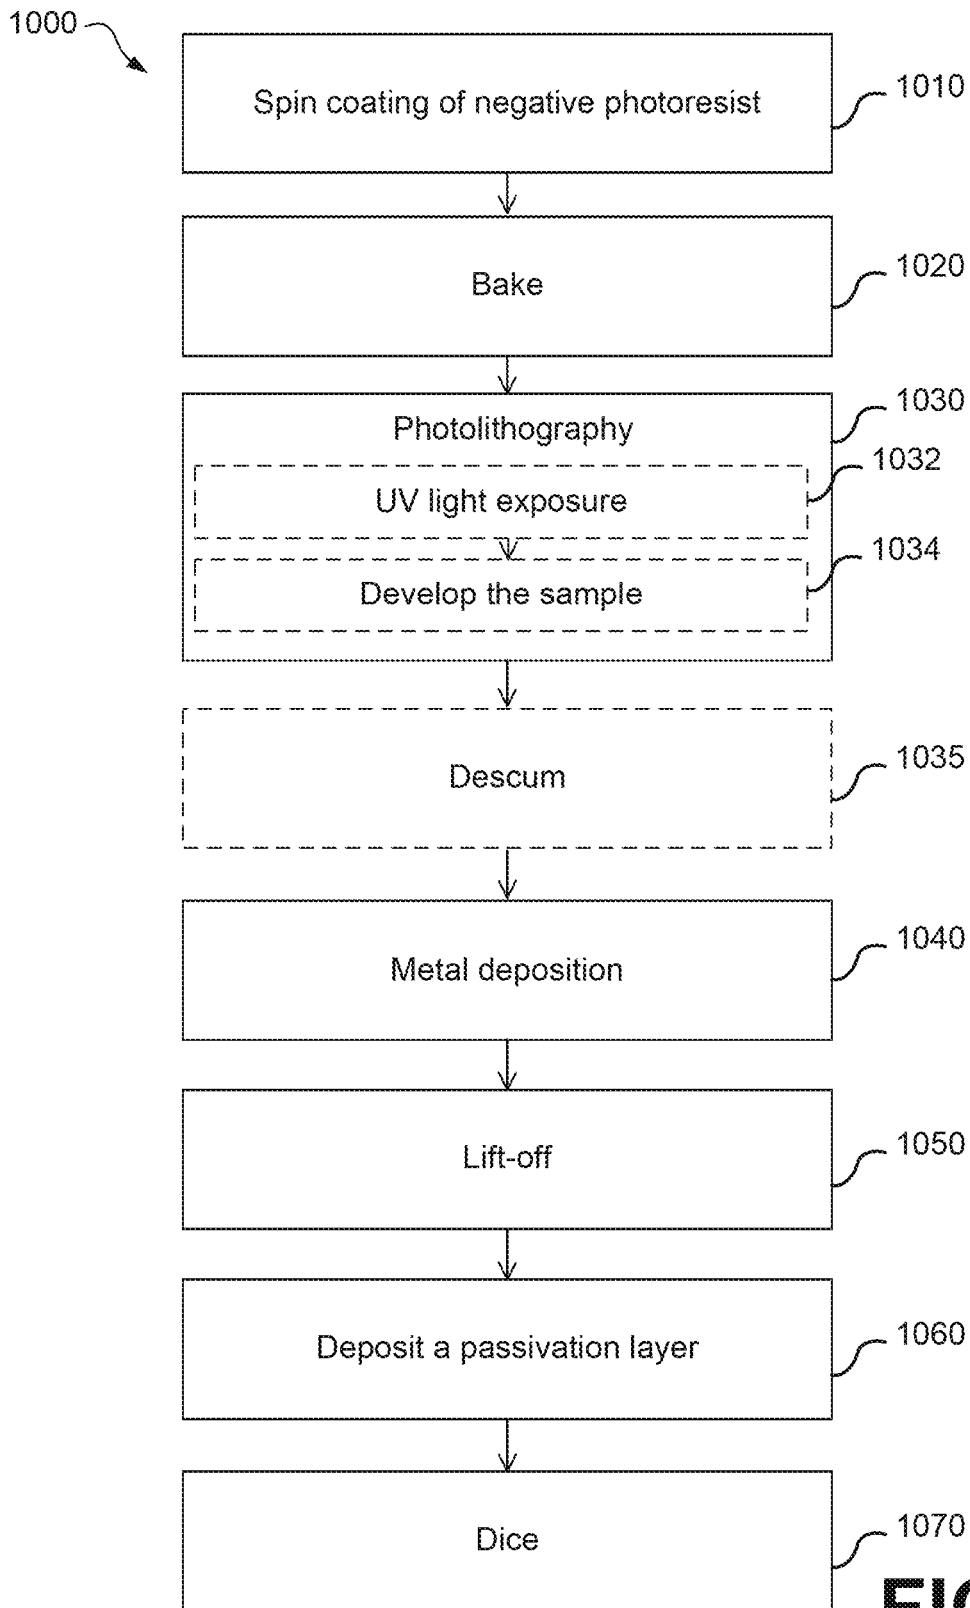 1000
Spin coating of negative photoresist
1010
Bake
1020
Photolithography
1030
UV light exposure
1032
Develop the sample
1034
Descum
1035
Metal deposition
1040
Lift-off
1050
Deposit a passivation layer
1060
Dice
1070